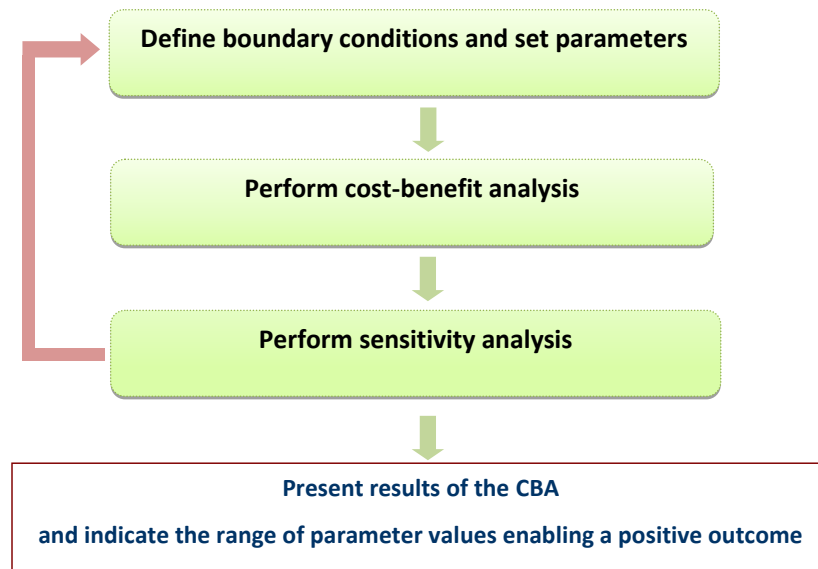 Define boundary conditions and set parameters
Perform cost-benefit analysis
Perform sensitivity analysis
Present results of the CBA
and indicate the range of parameter values enabling a positive outcome